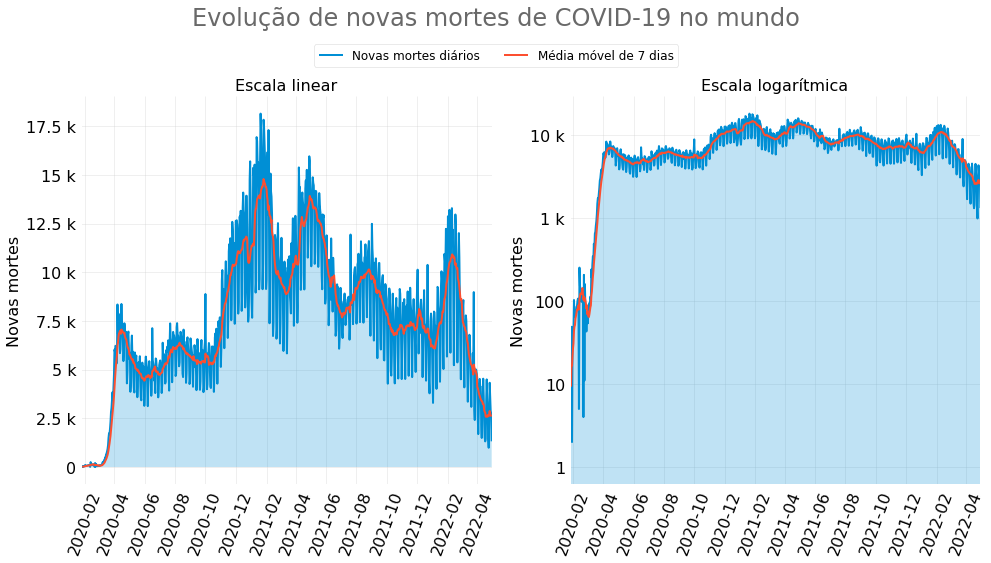 Evolução de novas mortes de COVID-19 no mundo
Novas mortes diários
Média móvel de 7 dias
Escala linear
Novas mortes
17.5 k
15 k
12.5 k
10 k
7.5 k
5 k
2.5 k
0
2020-02
2020-04
2020-06
2020-08
2020-10
2020-12
2021-02
2021-04
2021-06
2021-08
2021-10
2021-12
2022-02
2022-04
Escala logarítmica
Novas mortes
10 k
1 k
100
10
1
2020-02
2020-04
2020-06
2020-08
2020-10
2020-12
2021-02
2021-04
2021-06
2021-08
2021-10
2021-12
2022-02
2022-04